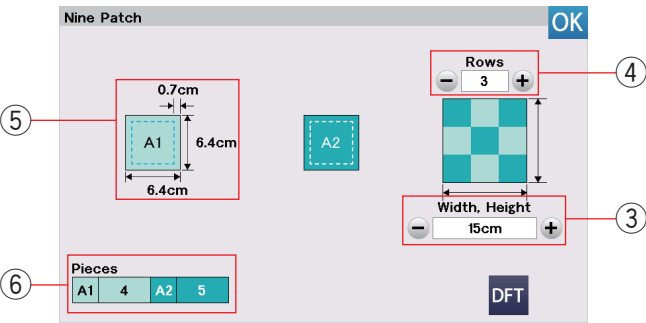 Nine Patch
OK
Rows
3
④
0.7cm
⑤
A1
6.4cm
A2
6.4cm
Width, Height
15cm
③
Pieces
⑥
A1 4 A2 5
DFT